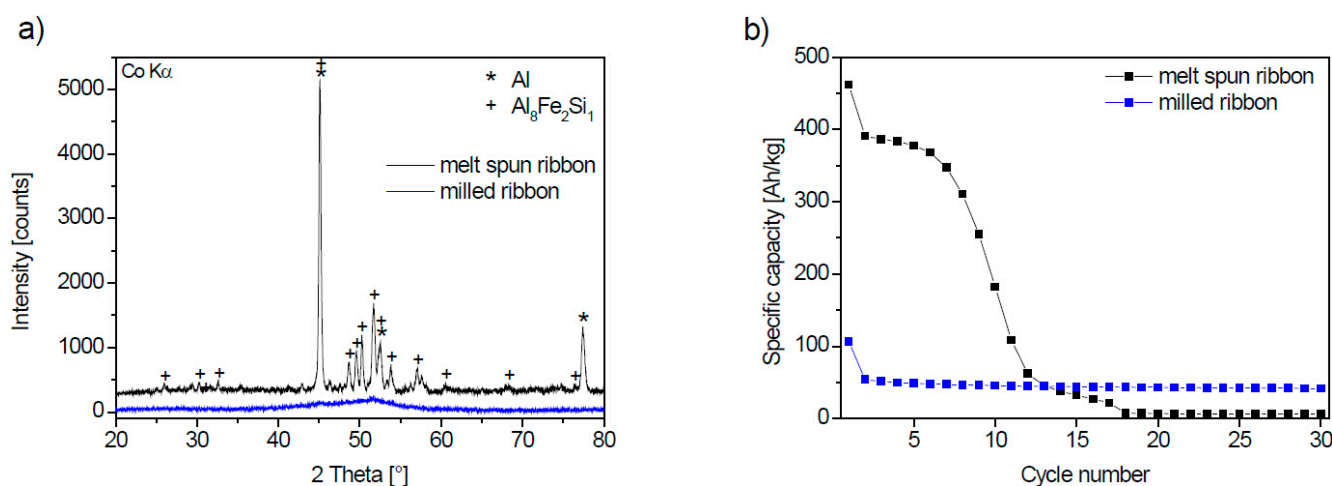 a)
Co Kα
* Al
+ Al₈Fe₂Si₁
melt spun ribbon
milled ribbon
Intensity [counts]
5000
4000
3000
2000
1000
0
20 30 40 50 60 70 80
2 Theta [°]
b)
melt spun ribbon
milled ribbon
Specific capacity [Ah/kg]
500
400
300
200
100
0
5 10 15 20 25 30
Cycle number